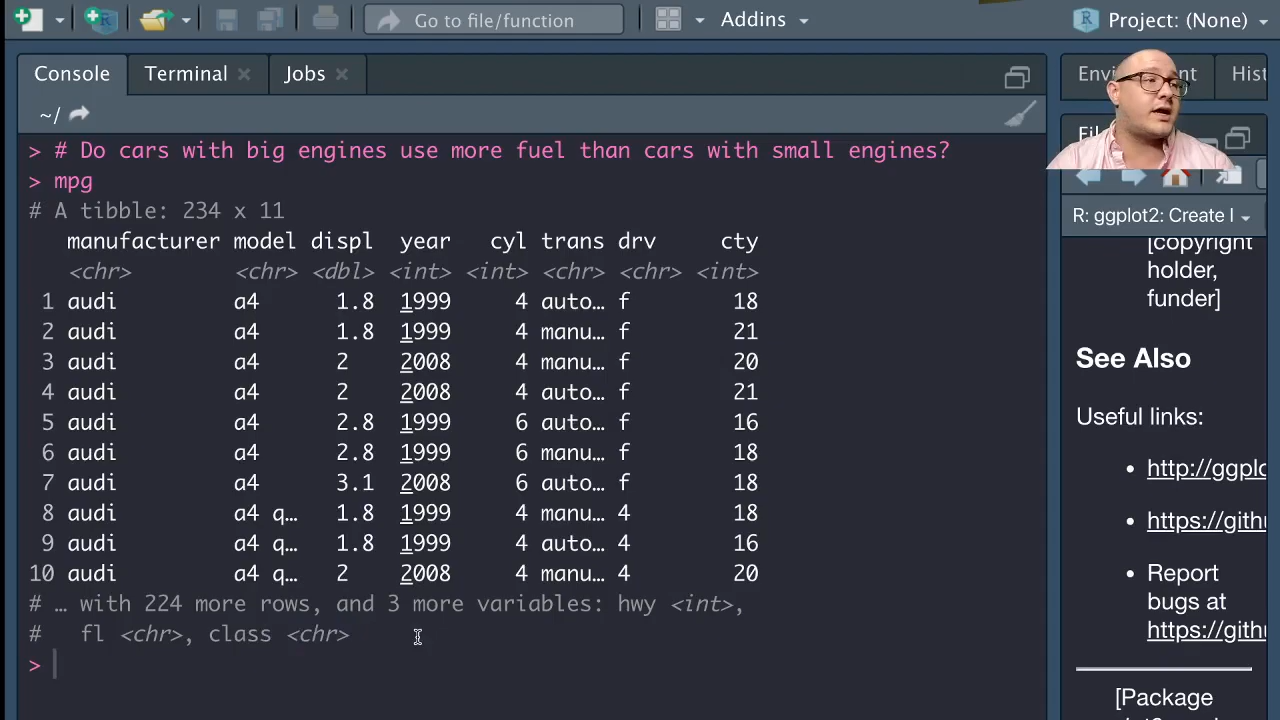 Go to file/function
Addins
Project: (None)
Console
Terminal
Jobs
~/
> # Do cars with big engines use more fuel than cars with small engines?
> mpg
# A tibble: 234 x 11
manufacturer model displ year cyl trans drv cty
<chr> <chr> <dbl> <int> <int> <chr> <chr> <int>
1 audi a4 1.8 1999 4 auto… f 18
2 audi a4 1.8 1999 4 manu… f 21
3 audi a4 2 2008 4 manu… f 20
4 audi a4 2 2008 4 auto… f 21
5 audi a4 2.8 1999 6 auto… f 16
6 audi a4 2.8 1999 6 manu… f 18
7 audi a4 3.1 2008 6 auto… f 18
8 audi a4 q… 1.8 1999 4 manu… 4 18
9 audi a4 q… 1.8 1999 4 auto… 4 16
10 audi a4 q… 2 2008 4 manu… 4 20
# … with 224 more rows, and 3 more variables: hwy <int>,
# fl <chr>, class <chr>
>
Hist
R: ggplot2: Create
[copyright
holder,
funder]
See Also
Useful links:
• http://ggplo
• https://gith
• Report
bugs at
https://gith
[Package